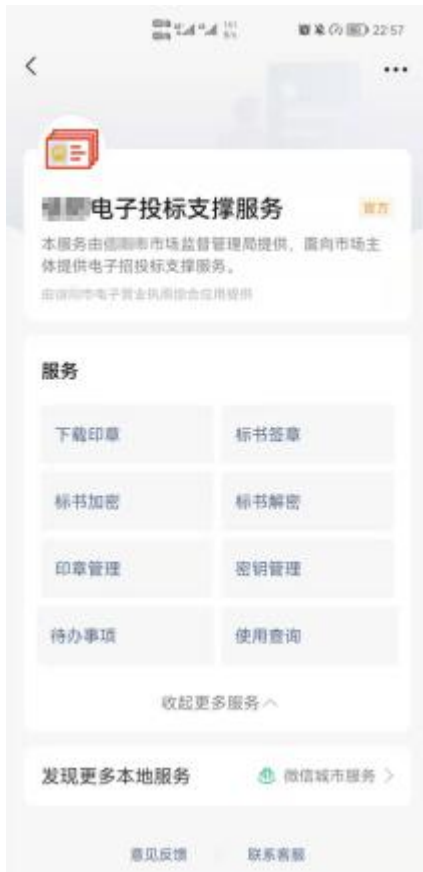 22:57
电子投标支撑服务
官方
本服务由信阳市市场监督管理局提供,面向市场主
体提供电子招投标支撑服务。
服务
下载印章
标书签章
标书加密
标书解密
印章管理
密钥管理
待办事项
使用查询
收起更多服务
发现更多本地服务
微信城市服务
意见反馈
联系客服